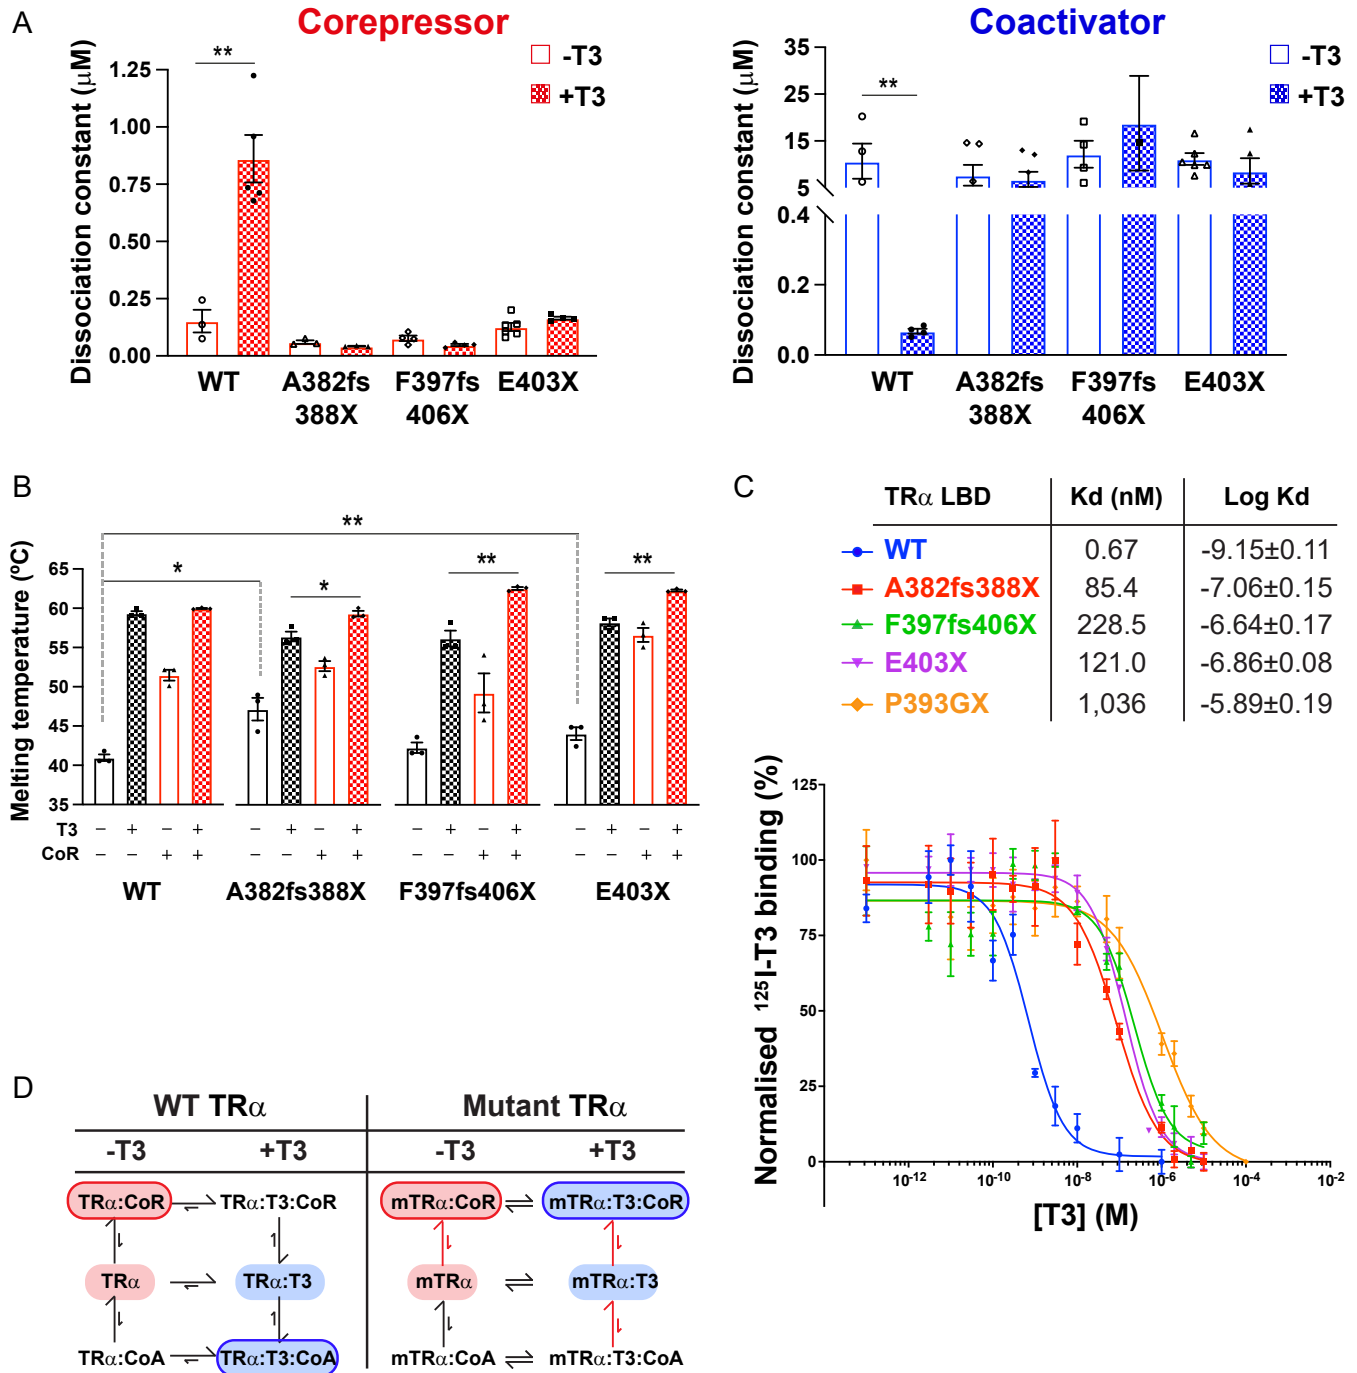 A
Corepressor
-T3
+T3
Dissociation constant (μM)
1.25
1.00
0.75
0.50
0.25
0.00
**
WT
A382fs
388X
F397fs
406X
E403X
Coactivator
-T3
+T3
Dissociation constant (μM)
35
25
15
5
0.4
0.2
0.0
**
WT
A382fs
388X
F397fs
406X
E403X
B
Melting temperature (ºC)
65
60
55
50
45
40
35
**
*
*
**
**
T3 – + – + – + – + – + – + – + – +
CoR – – + + – – + + – – + + – – + +
WT A382fs388X F397fs406X E403X
C
TRα LBD Kd (nM) Log Kd
WT 0.67 -9.15±0.11
A382fs388X 85.4 -7.06±0.15
F397fs406X 228.5 -6.64±0.17
E403X 121.0 -6.86±0.08
P393GX 1,036 -5.89±0.19
Normalised ¹²⁵I-T3 binding (%)
125
100
75
50
25
0
10⁻¹² 10⁻¹⁰ 10⁻⁸ 10⁻⁶ 10⁻⁴ 10⁻²
[T3] (M)
D
WT TRα Mutant TRα
-T3 +T3 -T3 +T3
TRα:CoR TRα:T3:CoR mTRα:CoR mTRα:T3:CoR
TRα TRα:T3 mTRα mTRα:T3
TRα:CoA TRα:T3:CoA mTRα:CoA mTRα:T3:CoA